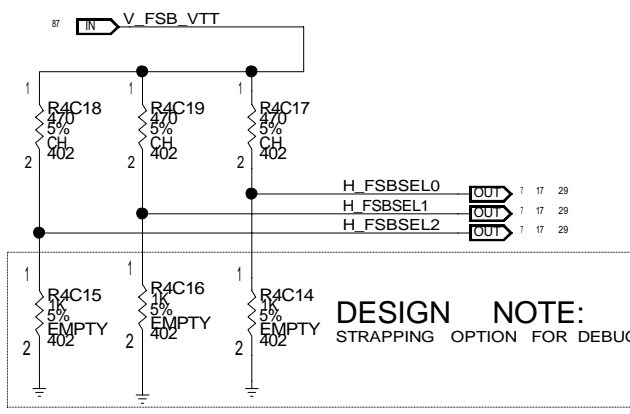 87 IN V_FSB_VTT
1 1 1
R4C18 R4C19 R4C17
470 470 470
5% 5% 5%
CH CH CH
402 402 402
2 2 2
H_FSBSEL0 OUT 7 17 29
H_FSBSEL1 OUT 7 17 29
H_FSBSEL2 OUT 7 17 29
1 1 1
R4C15 R4C16 R4C14
1K 1K 1K
5% 5% 5%
EMPTY EMPTY EMPTY
402 402 402
2 2 2
DESIGN NOTE:
STRAPPING OPTION FOR DEBUG